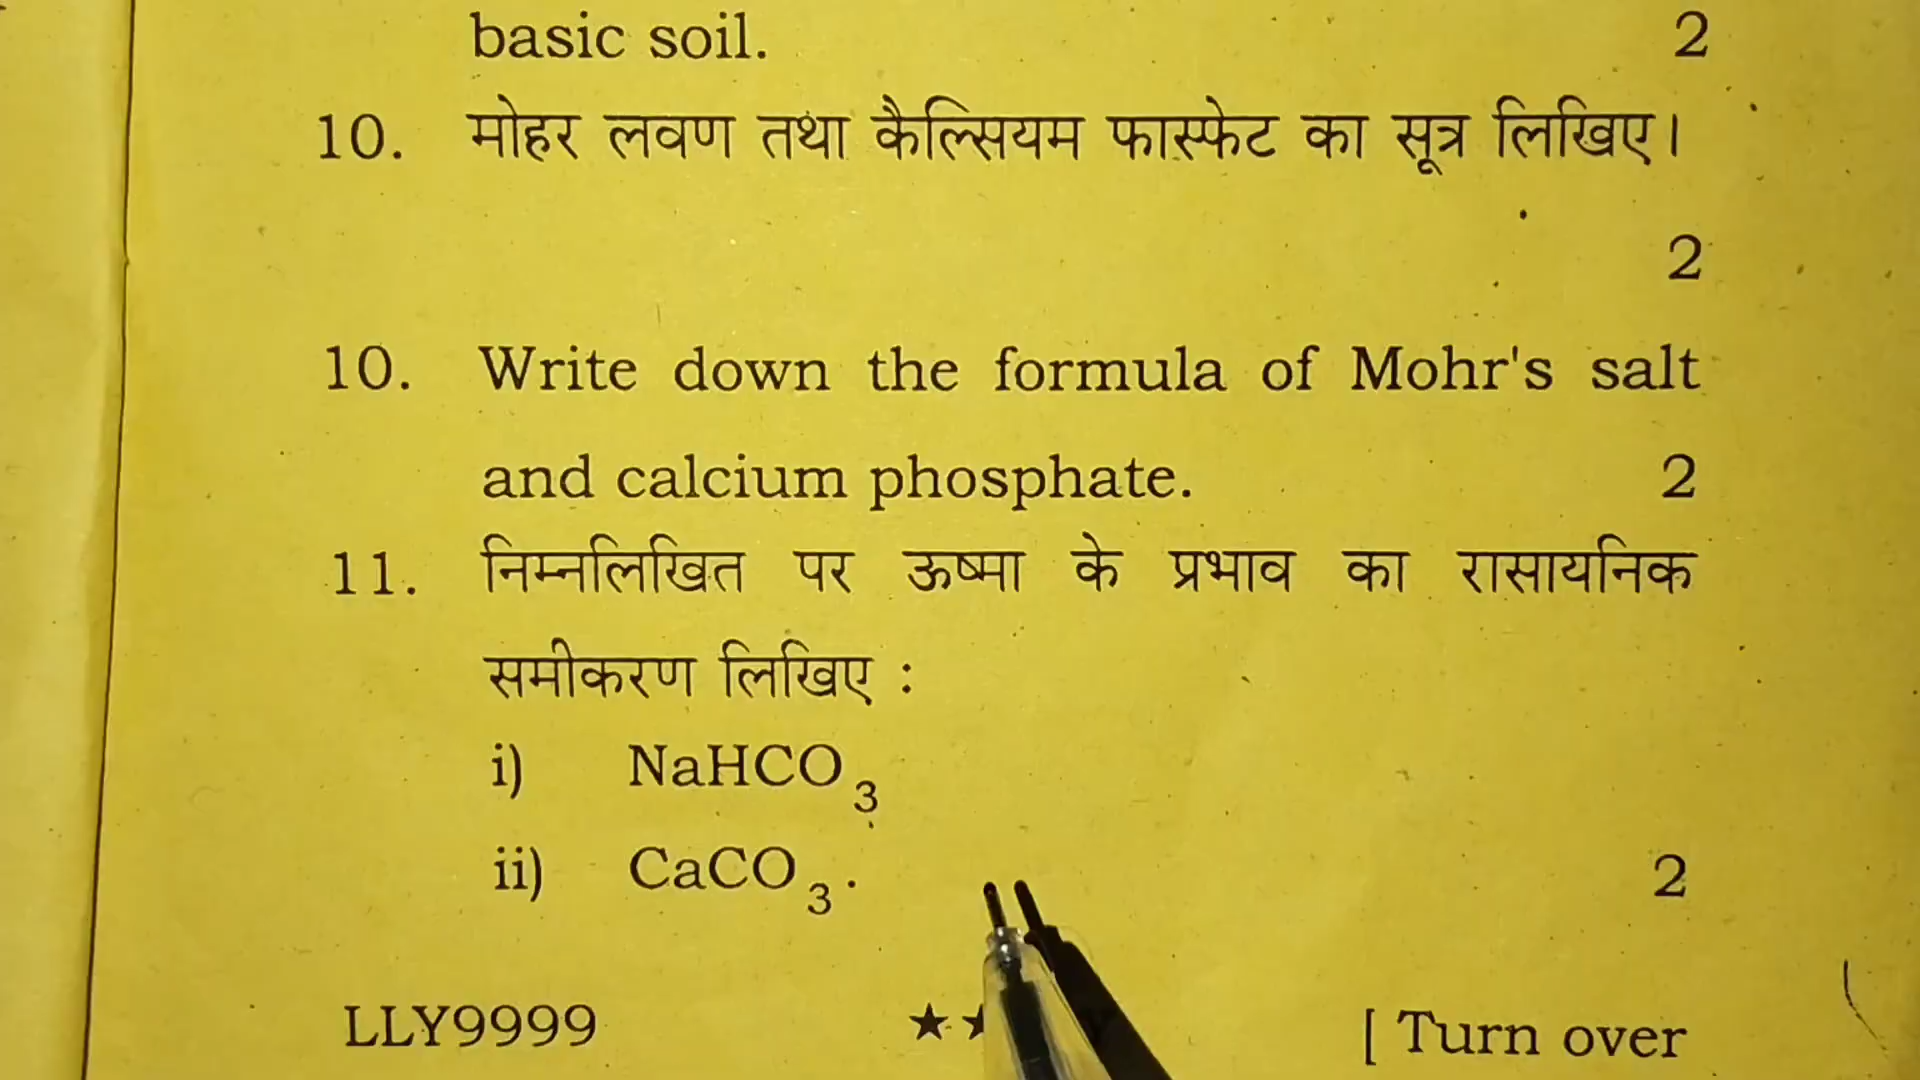 basic soil. 2
10. मोहर लवण तथा कैल्सियम फास्फेट का सूत्र लिखिए।
2
10. Write down the formula of Mohr's salt
and calcium phosphate. 2
11. निम्नलिखित पर ऊष्मा के प्रभाव का रासायनिक
समीकरण लिखिए :
i) NaHCO₃
ii) CaCO₃. 2
LLY9999 ★★ [ Turn over